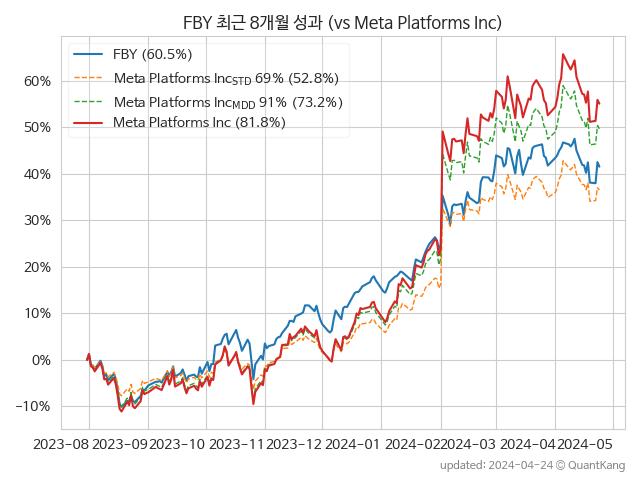 FBY 최근 8개월 성과 (vs Meta Platforms Inc)
FBY (60.5%)
Meta Platforms IncSTD 69% (52.8%)
Meta Platforms IncMDD 91% (73.2%)
Meta Platforms Inc (81.8%)
60%
50%
40%
30%
20%
10%
0%
−10%
2023-08 2023-09 2023-10 2023-11 2023-12 2024-01 2024-02 2024-03 2024-04 2024-05
updated: 2024-04-24 ⓒ QuantKang